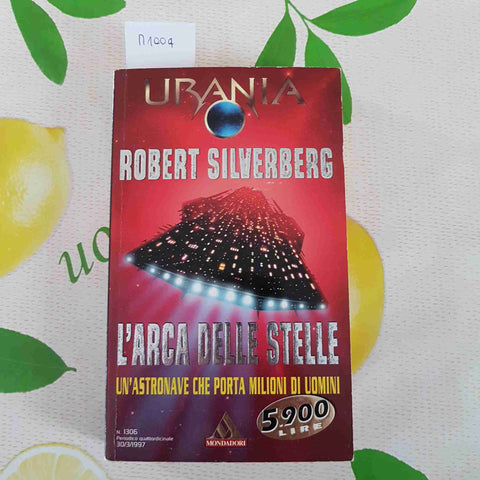 n1004
URANIA
ROBERT SILVERBERG
L'ARCA DELLE STELLE
UN'ASTRONAVE CHE PORTA MILIONI DI UOMINI
5.900
LIRE
N. 1306
Periodico quattordicinale
30/3/1997
MONDADORI